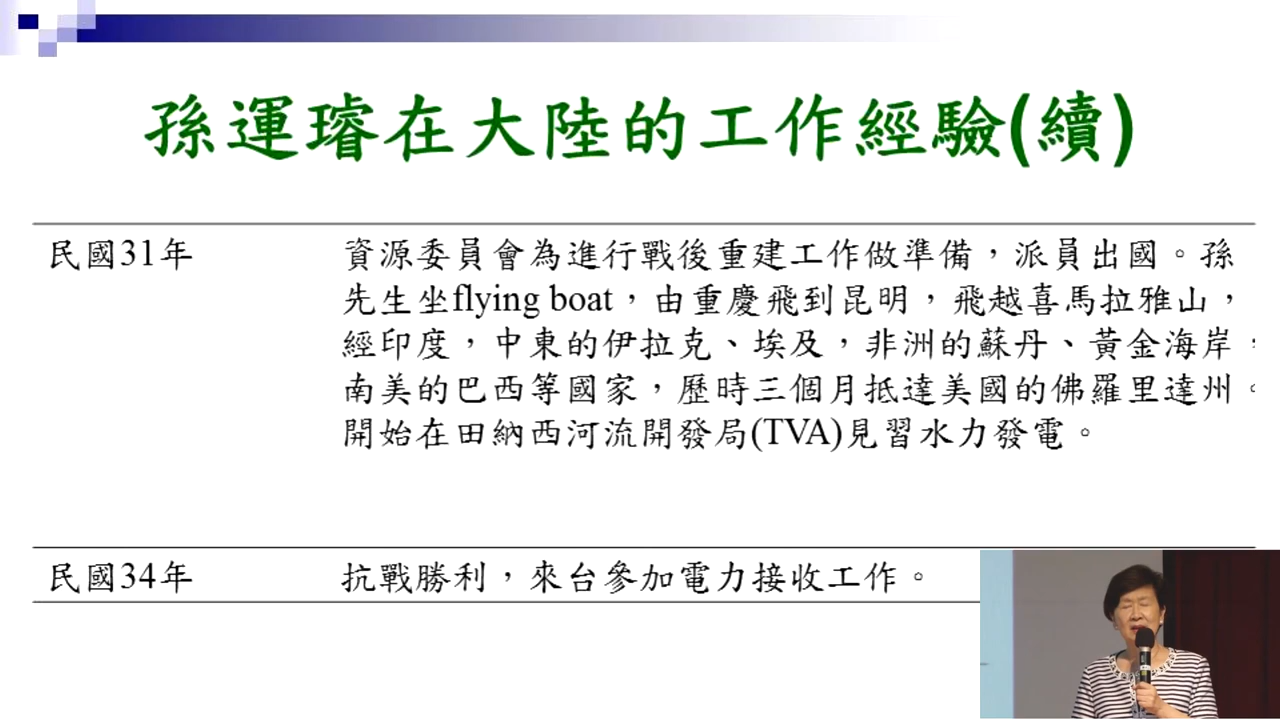 孫運璿在大陸的工作經驗(續)
民國31年
資源委員會為進行戰後重建工作做準備，派員出國。孫
先生坐flying boat，由重慶飛到昆明，飛越喜馬拉雅山，
經印度，中東的伊拉克、埃及，非洲的蘇丹、黃金海岸，
南美的巴西等國家，歷時三個月抵達美國的佛羅里達州。
開始在田納西河流開發局(TVA)見習水力發電。
民國34年
抗戰勝利，來台參加電力接收工作。